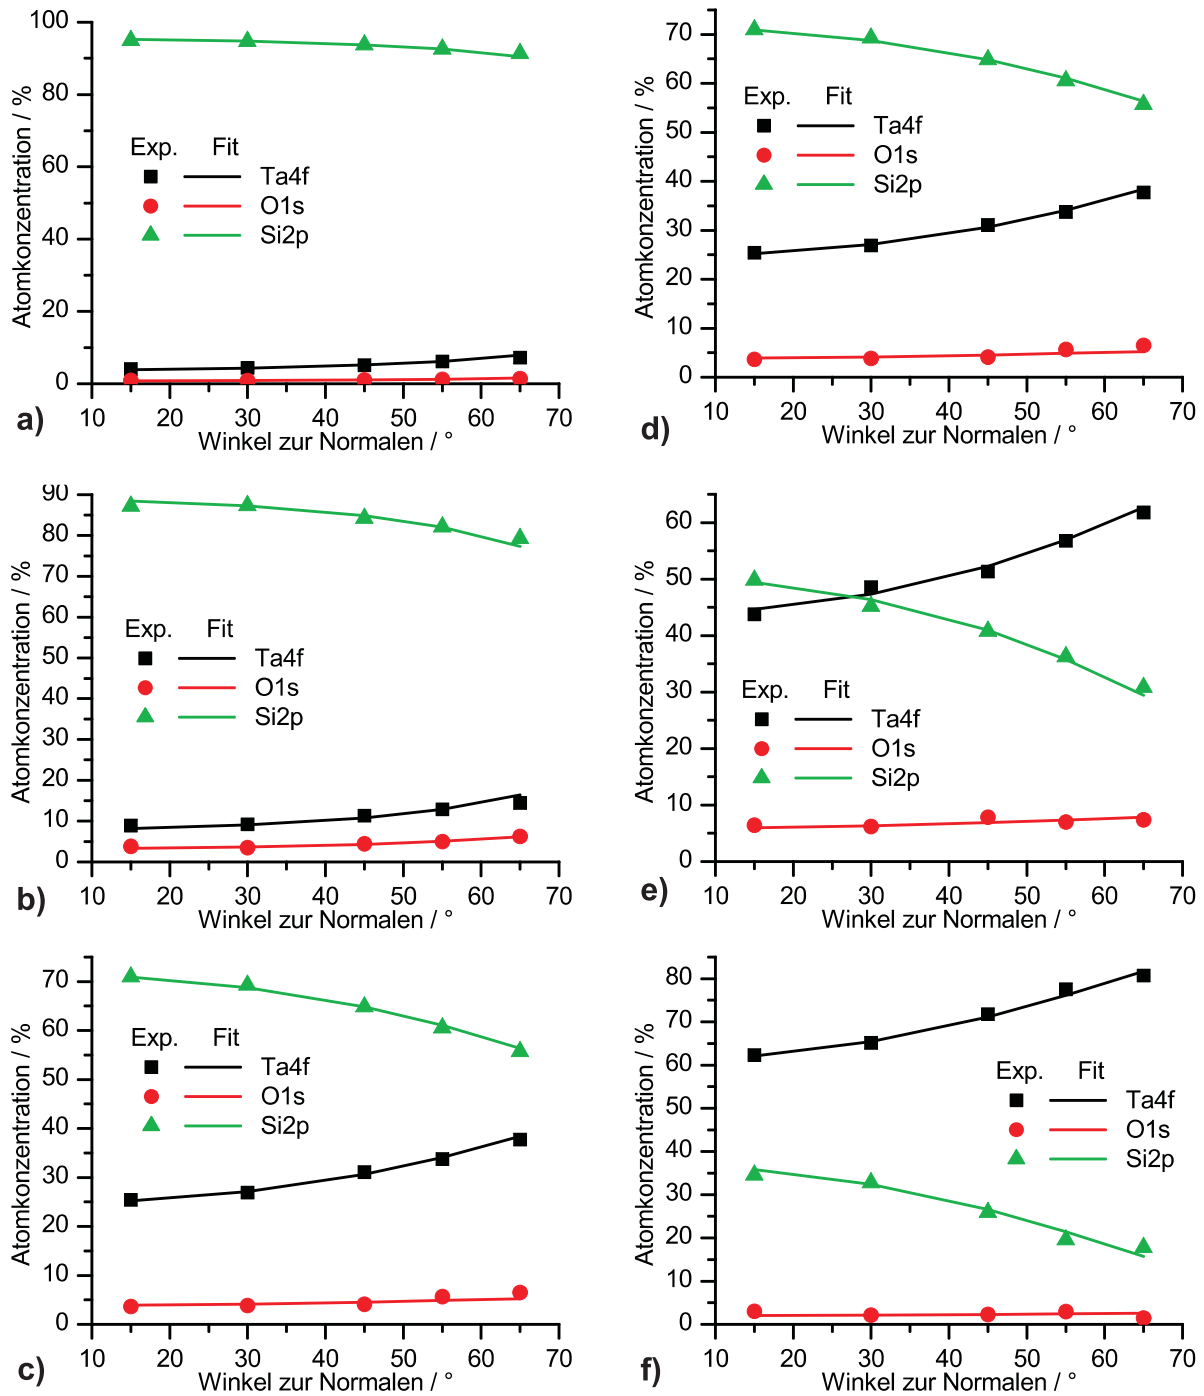 100
80
60
40
20
0
Atomkonzentration / %
Exp. Fit
Ta4f
O1s
Si2p
10 20 30 40 50 60 70
Winkel zur Normalen / °
a)
70
60
50
40
30
20
10
0
Atomkonzentration / %
Exp. Fit
Ta4f
O1s
Si2p
10 20 30 40 50 60 70
Winkel zur Normalen / °
d)
90
80
70
60
50
40
30
20
10
0
Atomkonzentration / %
Exp. Fit
Ta4f
O1s
Si2p
10 20 30 40 50 60 70
Winkel zur Normalen / °
b)
60
50
40
30
20
10
0
Atomkonzentration / %
Exp. Fit
Ta4f
O1s
Si2p
10 20 30 40 50 60 70
Winkel zur Normalen / °
e)
70
60
50
40
30
20
10
0
Atomkonzentration / %
Exp. Fit
Ta4f
O1s
Si2p
10 20 30 40 50 60 70
Winkel zur Normalen / °
c)
80
70
60
50
40
30
20
10
0
Atomkonzentration / %
Exp. Fit
Ta4f
O1s
Si2p
10 20 30 40 50 60 70
Winkel zur Normalen / °
f)